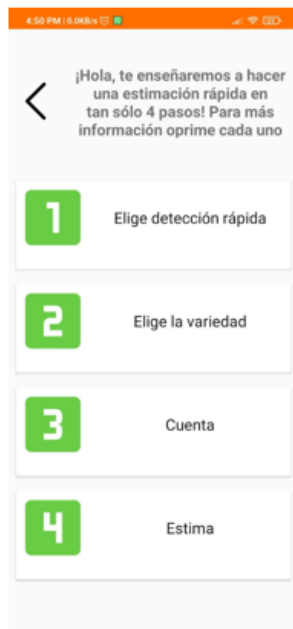 4:50 PM | 0.0KB/s
¡Hola, te enseñaremos a hacer
una estimación rápida en
tan sólo 4 pasos! Para más
información oprime cada uno
1
Elige detección rápida
2
Elige la variedad
3
Cuenta
4
Estima